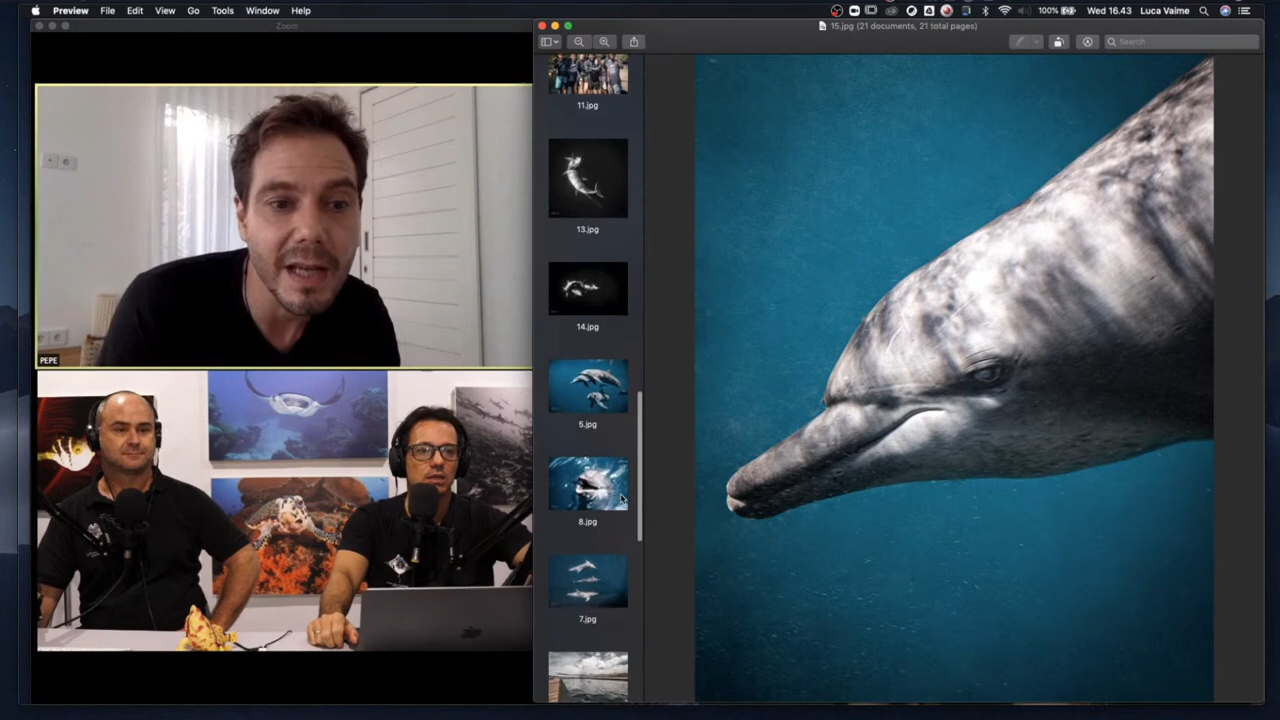 Preview File Edit View Go Tools Window Help
100% Wed 16.43 Luca Vaime
Zoom
15.jpg (21 documents, 21 total pages)
Search
11.jpg
13.jpg
14.jpg
5.jpg
8.jpg
7.jpg
PEPE